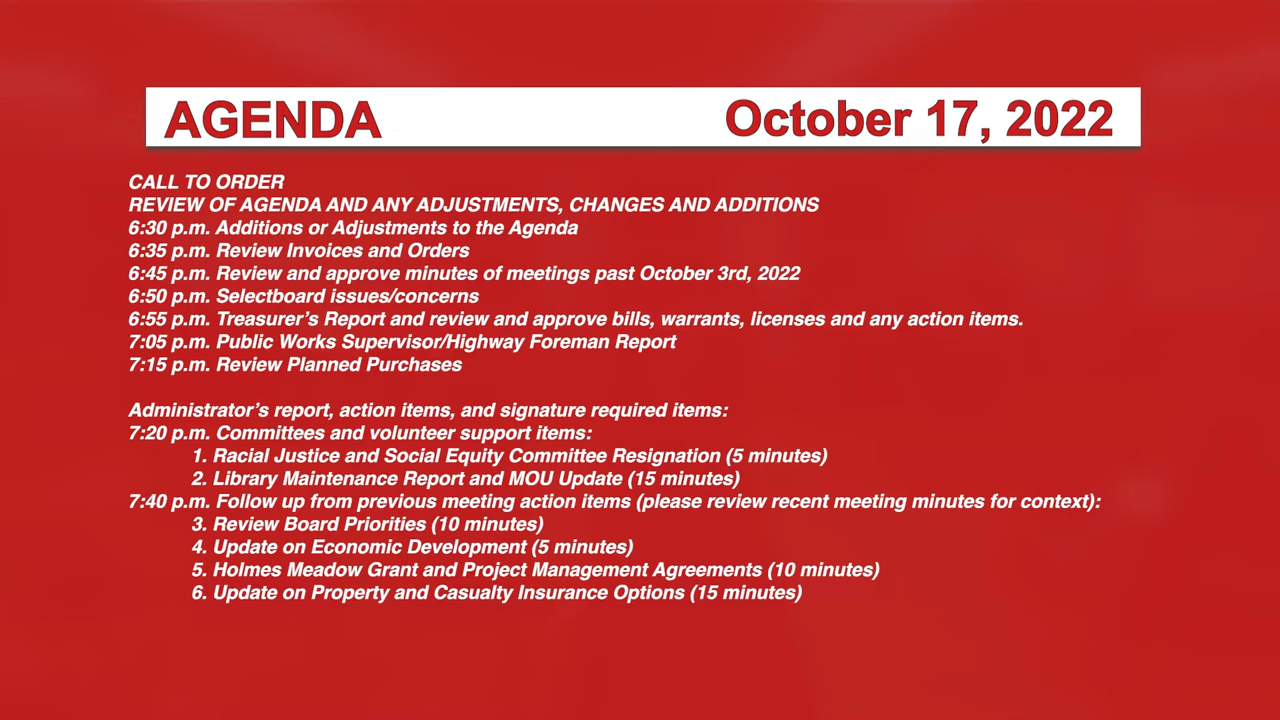 AGENDA October 17, 2022
CALL TO ORDER
REVIEW OF AGENDA AND ANY ADJUSTMENTS, CHANGES AND ADDITIONS
6:30 p.m. Additions or Adjustments to the Agenda
6:35 p.m. Review Invoices and Orders
6:45 p.m. Review and approve minutes of meetings past October 3rd, 2022
6:50 p.m. Selectboard issues/concerns
6:55 p.m. Treasurer’s Report and review and approve bills, warrants, licenses and any action items.
7:05 p.m. Public Works Supervisor/Highway Foreman Report
7:15 p.m. Review Planned Purchases
Administrator’s report, action items, and signature required items:
7:20 p.m. Committees and volunteer support items:
1. Racial Justice and Social Equity Committee Resignation (5 minutes)
2. Library Maintenance Report and MOU Update (15 minutes)
7:40 p.m. Follow up from previous meeting action items (please review recent meeting minutes for context):
3. Review Board Priorities (10 minutes)
4. Update on Economic Development (5 minutes)
5. Holmes Meadow Grant and Project Management Agreements (10 minutes)
6. Update on Property and Casualty Insurance Options (15 minutes)